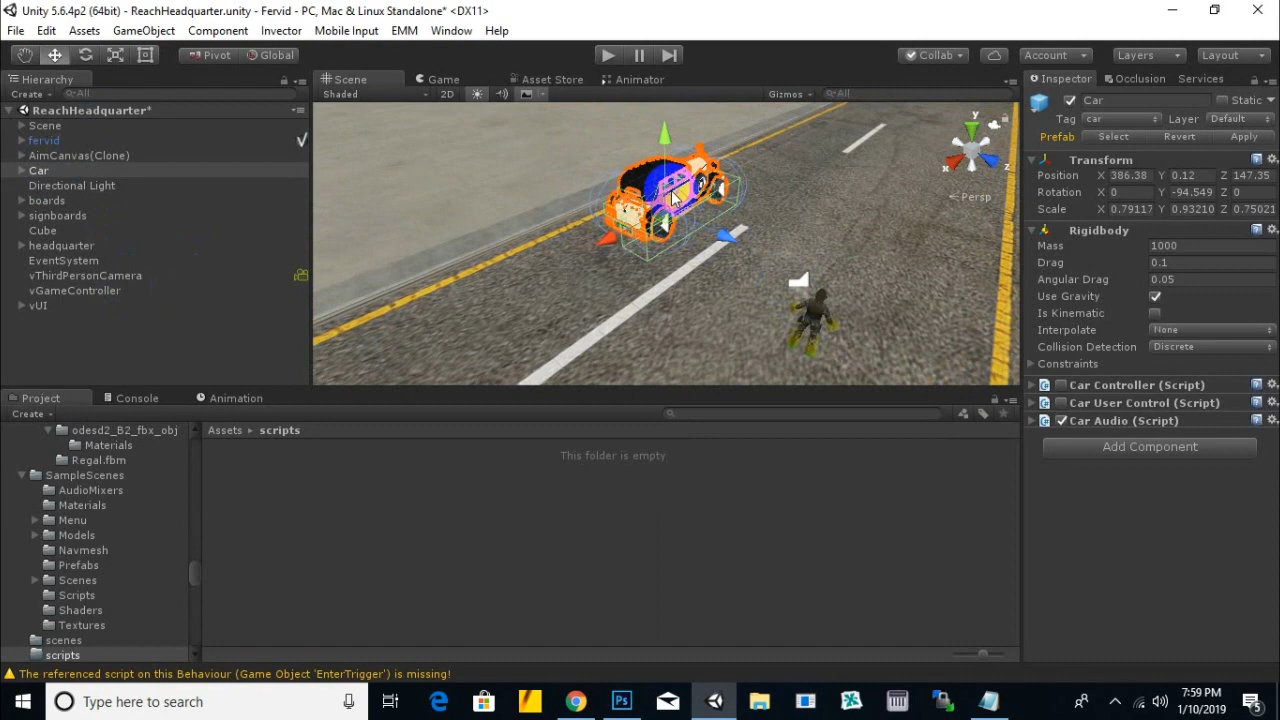 Unity 5.6.4p2 (64bit) - ReachHeadquarter.unity - Fervid - PC, Mac & Linux Standalone* <DX11>
File Edit Assets GameObject Component Invector Mobile Input EMM Window Help
Pivot Global Collab Account Layers Layout
Hierarchy Scene Game Asset Store Animator Inspector Occlusion Services
Create All Shaded 2D Gizmos All Car Static
ReachHeadquarter* Tag car Layer Default
Scene Prefab Select Revert Apply
fervid Transform
AimCanvas(Clone) Position X 386.38 Y 0.12 Z 147.35
Car Rotation X 0 Y -94.549 Z 0
Directional Light Scale X 0.79117 Y 0.93210 Z 0.75021
boards y x z Persp Rigidbody
signboards Mass 1000
Cube Drag 0.1
headquarter Angular Drag 0.05
EventSystem Use Gravity
vThirdPersonCamera Is Kinematic
vGameController Interpolate None
vUI Collision Detection Discrete
Constraints
Car Controller (Script)
Car User Control (Script)
Car Audio (Script)
Add Component
Project Console Animation
Create
odesd2_B2_fbx_obj Assets scripts
Materials This folder is empty
Regal.fbm
SampleScenes
AudioMixers
Materials
Menu
Models
Navmesh
Prefabs
Scenes
Scripts
Shaders
Textures
scenes
scripts
The referenced script on this Behaviour (Game Object 'EnterTrigger') is missing!
Type here to search
Ps
7:59 PM
1/10/2019
5